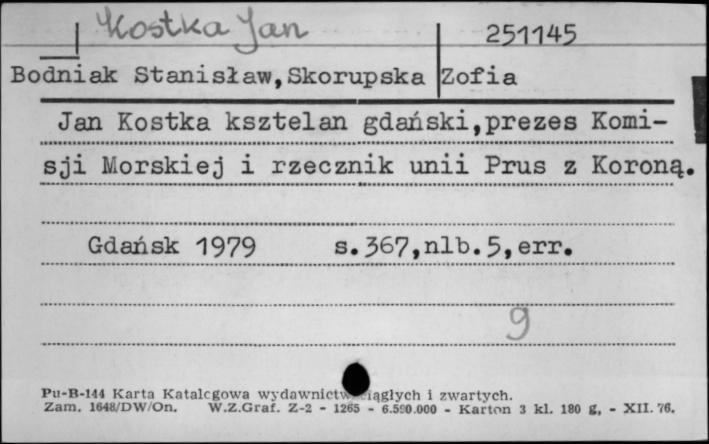 Kostka Jan
251145
Bodniak Stanisław,Skorupska Zofia
Jan Kostka ksztelan gdański,prezes Komi-
sji Morskiej i rzecznik unii Prus z Koroną.
Gdańsk 1979 s.367,nlb.5,err.
9
Pu-B-144 Karta Katalogowa wydawnictw ciągłych i zwartych.
Zam. 1648/DW/On. W.Z.Graf. Z-2 - 1265 - 6.500.000 - Karton 3 kl. 180 g, - XII. 76.